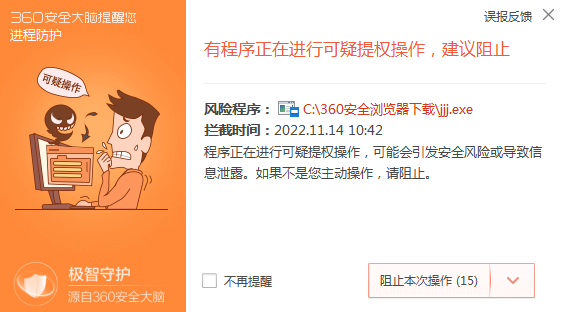 360安全大脑提醒您
进程防护
误报反馈
有程序正在进行可疑提权操作，建议阻止
可疑操作
风险程序： C:\360安全浏览器下载\jjj.exe
拦截时间：2022.11.14 10:42
程序正在进行可疑提权操作，可能会引发安全风险或导致信
息泄露。如果不是您主动操作，请阻止。
极智守护
源自360安全大脑
不再提醒
阻止本次操作 (15)